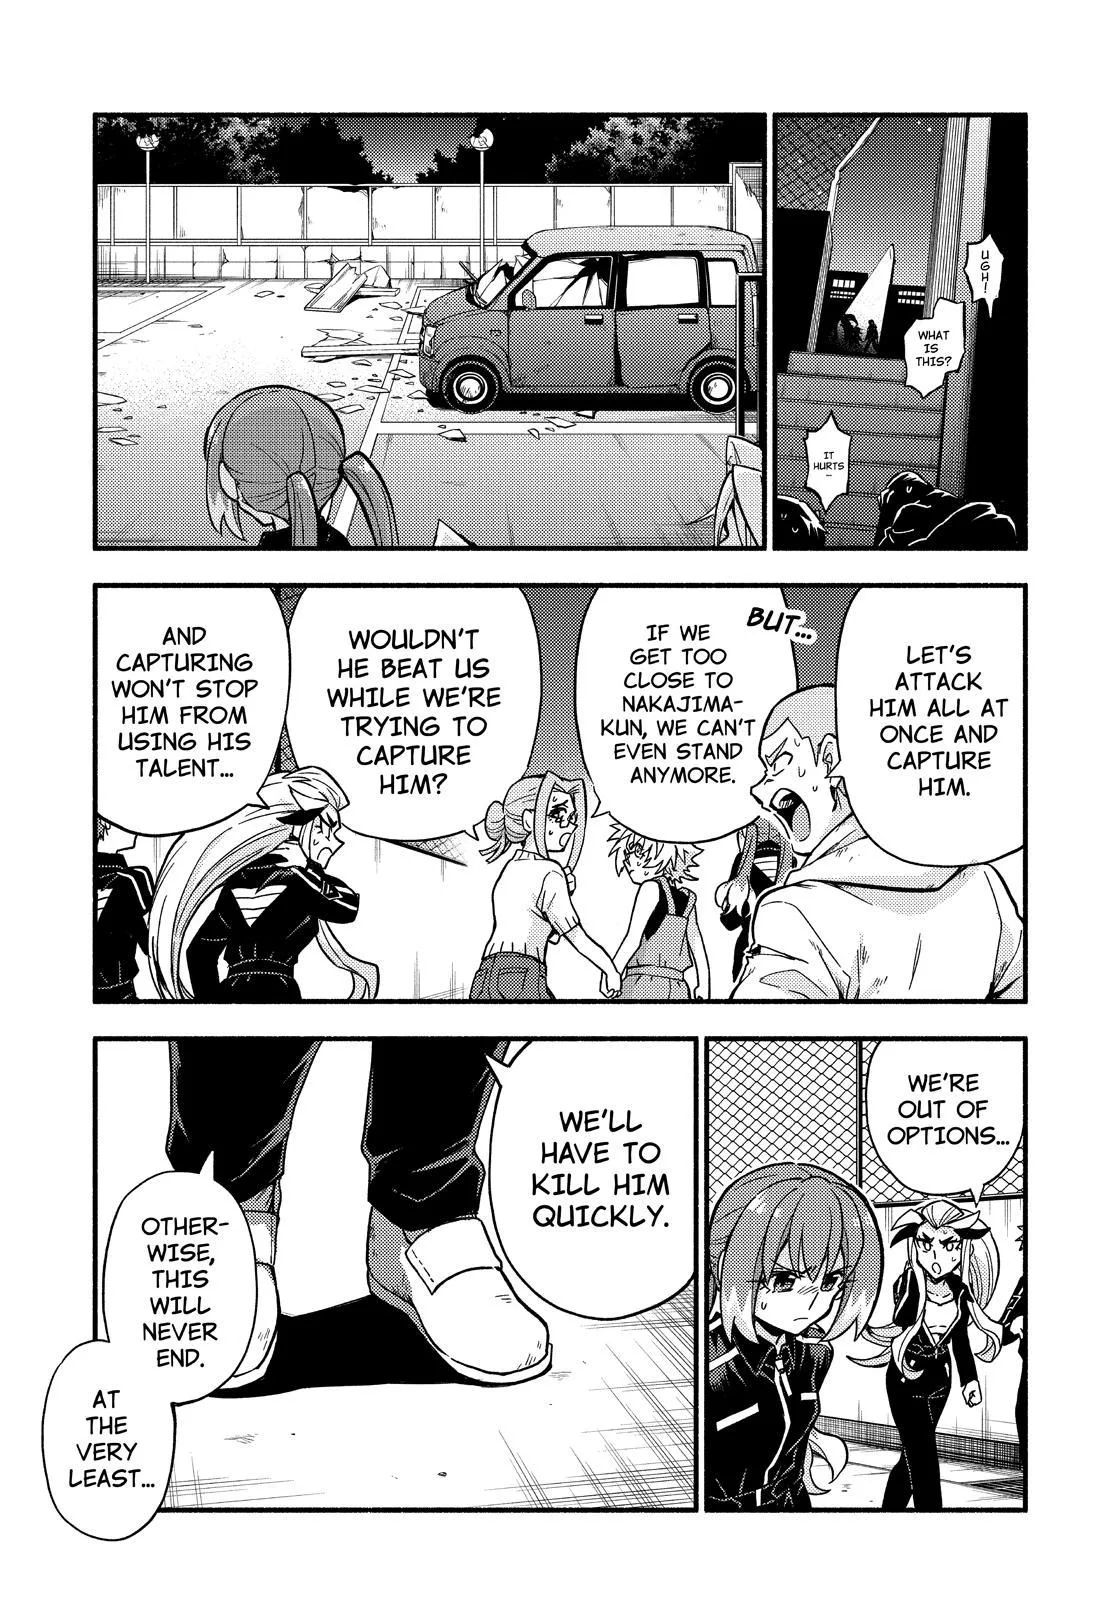 UGH!
WHAT
IS
THIS?
IT
HURTS
-
LET'S
ATTACK
HIM ALL AT
ONCE AND
CAPTURE
HIM.
BUT...
IF WE
GET TOO
CLOSE TO
NAKAJIMA-
KUN, WE CAN'T
EVEN STAND
ANYMORE.
WOULDN'T
HE BEAT US
WHILE WE'RE
TRYING TO
CAPTURE
HIM?
AND
CAPTURING
WON'T STOP
HIM FROM
USING HIS
TALENT...
WE'RE
OUT OF
OPTIONS...
WE'LL
HAVE TO
KILL HIM
QUICKLY.
OTHER-
WISE,
THIS
WILL
NEVER
END.
AT
THE
VERY
LEAST...